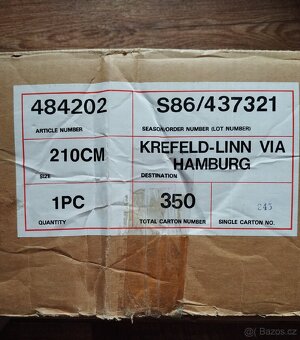 484202 S86/437321
ARTICLE NUMBER SEASON/ORDER NUMBER (LOT NUMBER)
210CM KREFELD-LINN VIA
HAMBURG
SIZE DESTINATION
1PC 350 243
QUANTITY TOTAL CARTON NUMBER SINGLE CARTON NO.
© Bazos.cz